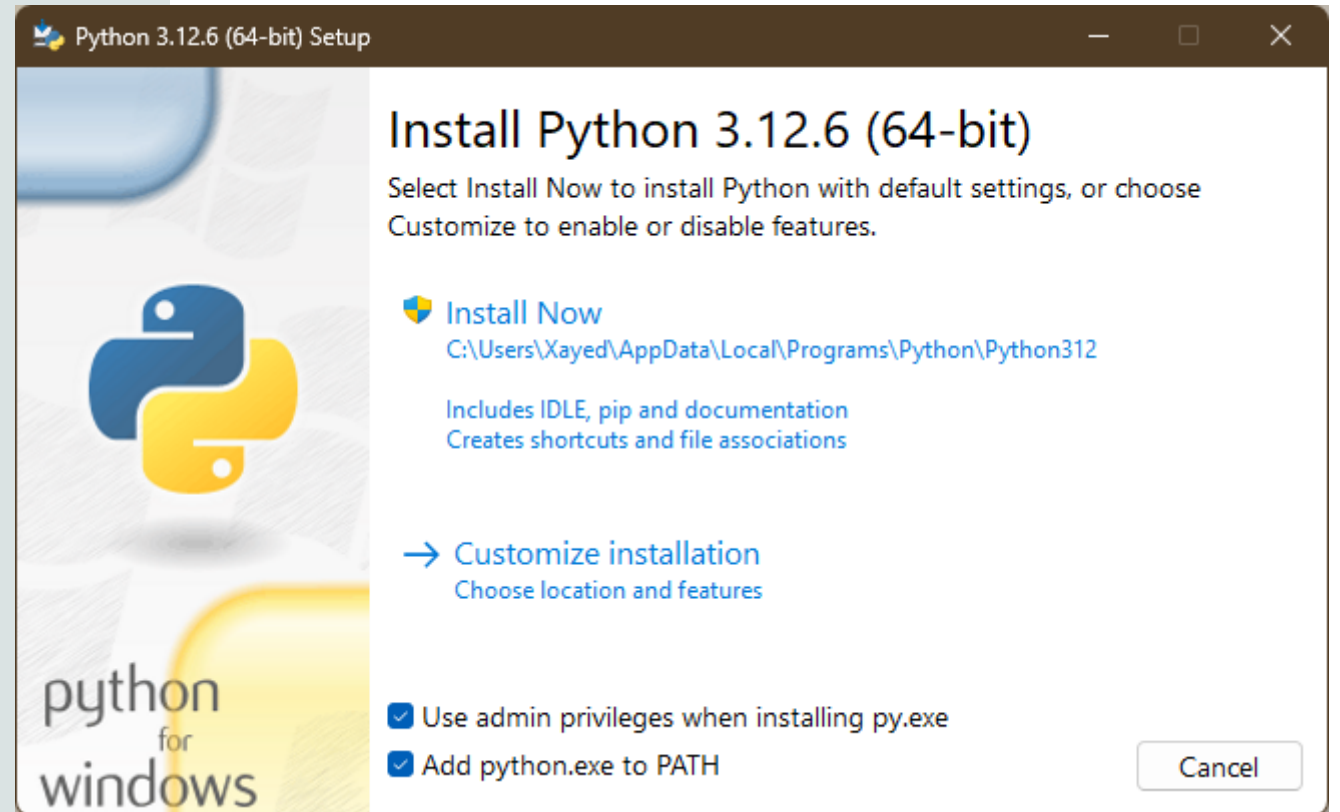 Python 3.12.6 (64-bit) Setup
Install Python 3.12.6 (64-bit)
Select Install Now to install Python with default settings, or choose
Customize to enable or disable features.
Install Now
C:\Users\Xayed\AppData\Local\Programs\Python\Python312
Includes IDLE, pip and documentation
Creates shortcuts and file associations
Customize installation
Choose location and features
python
for
windows
Use admin privileges when installing py.exe
Add python.exe to PATH
Cancel